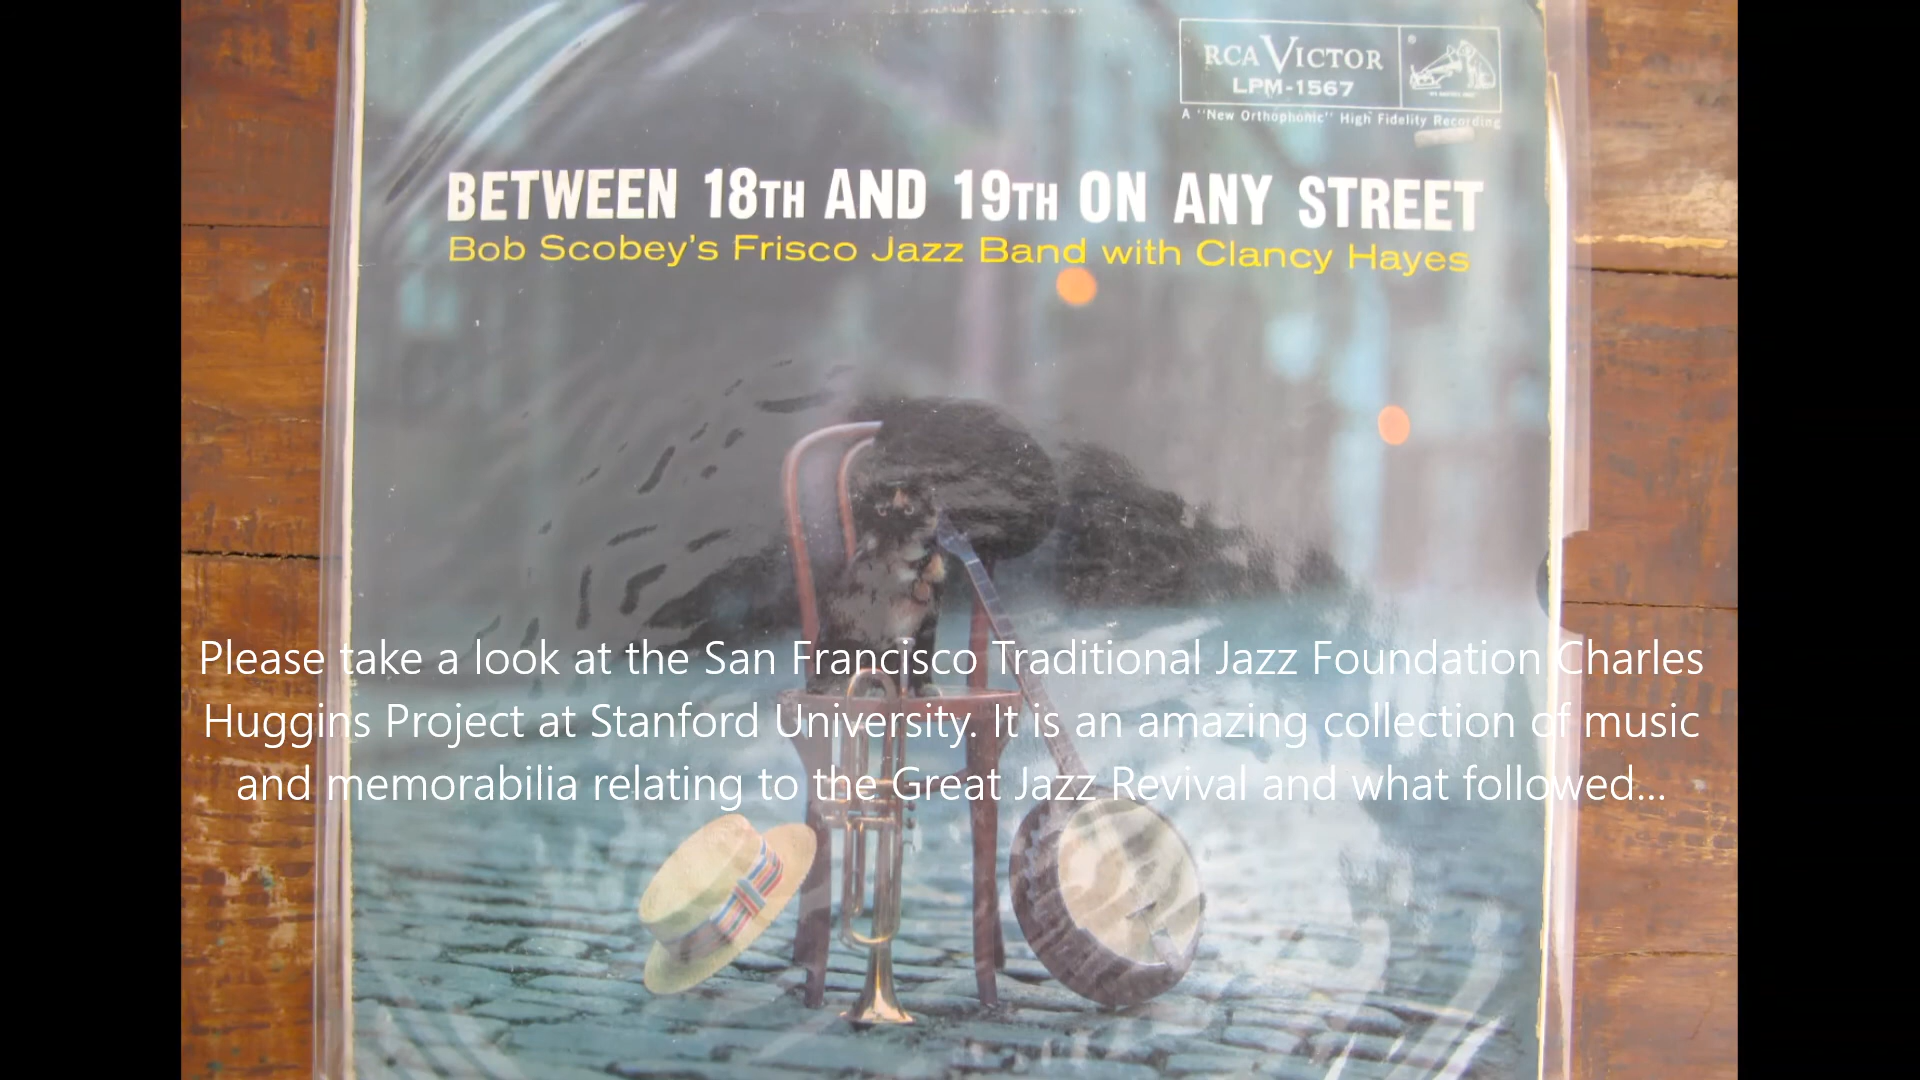 RCA VICTOR
LPM-1567
A "New Orthophonic" High Fidelity Recording
BETWEEN 18TH AND 19TH ON ANY STREET
Bob Scobey's Frisco Jazz Band with Clancy Hayes
Please take a look at the San Francisco Traditional Jazz Foundation Charles
Huggins Project at Stanford University. It is an amazing collection of music
and memorabilia relating to the Great Jazz Revival and what followed...